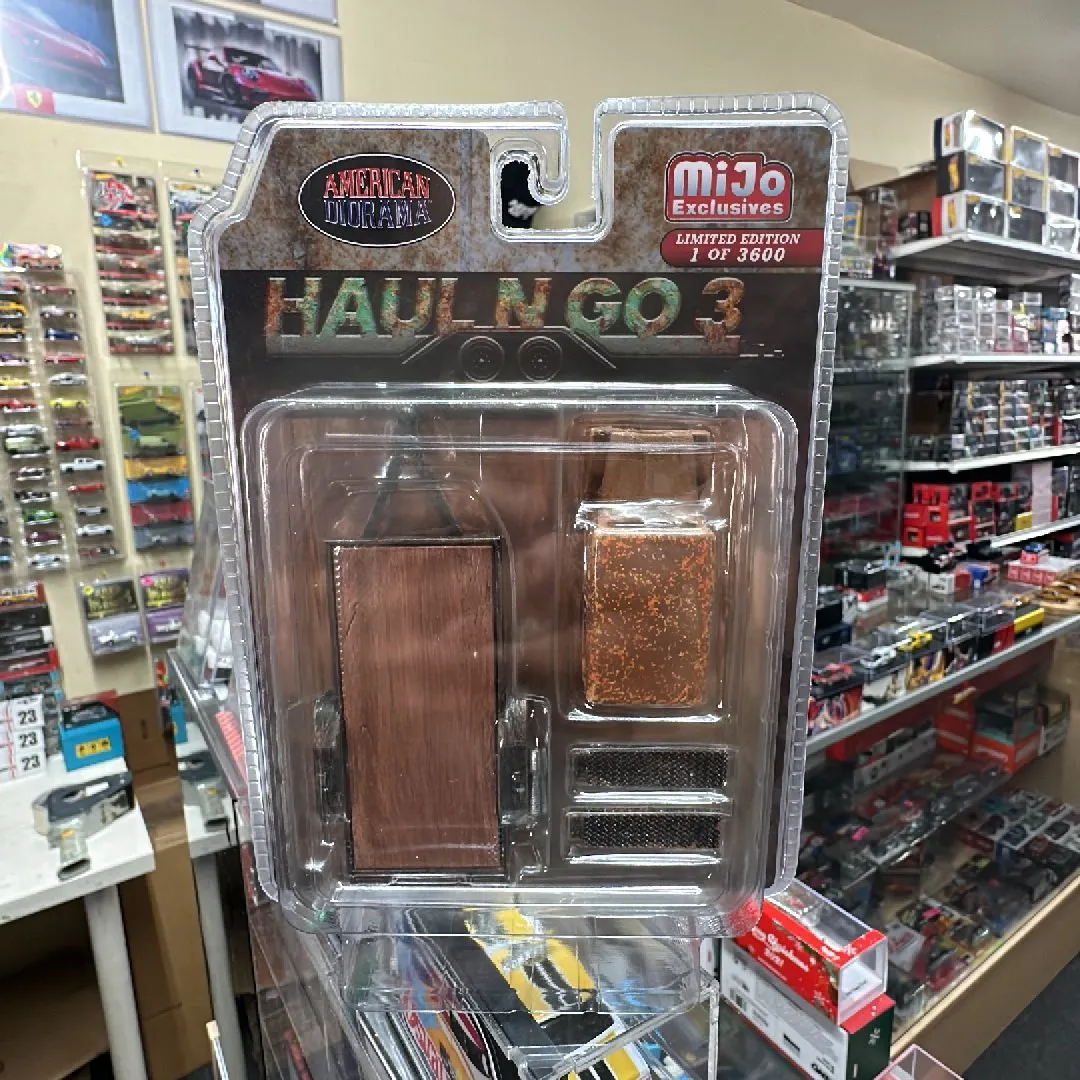 AMERICAN
DIORAMA
MiJo
Exclusives
LIMITED EDITION
1 OF 3600
HAUL N GO 3
23
23
23